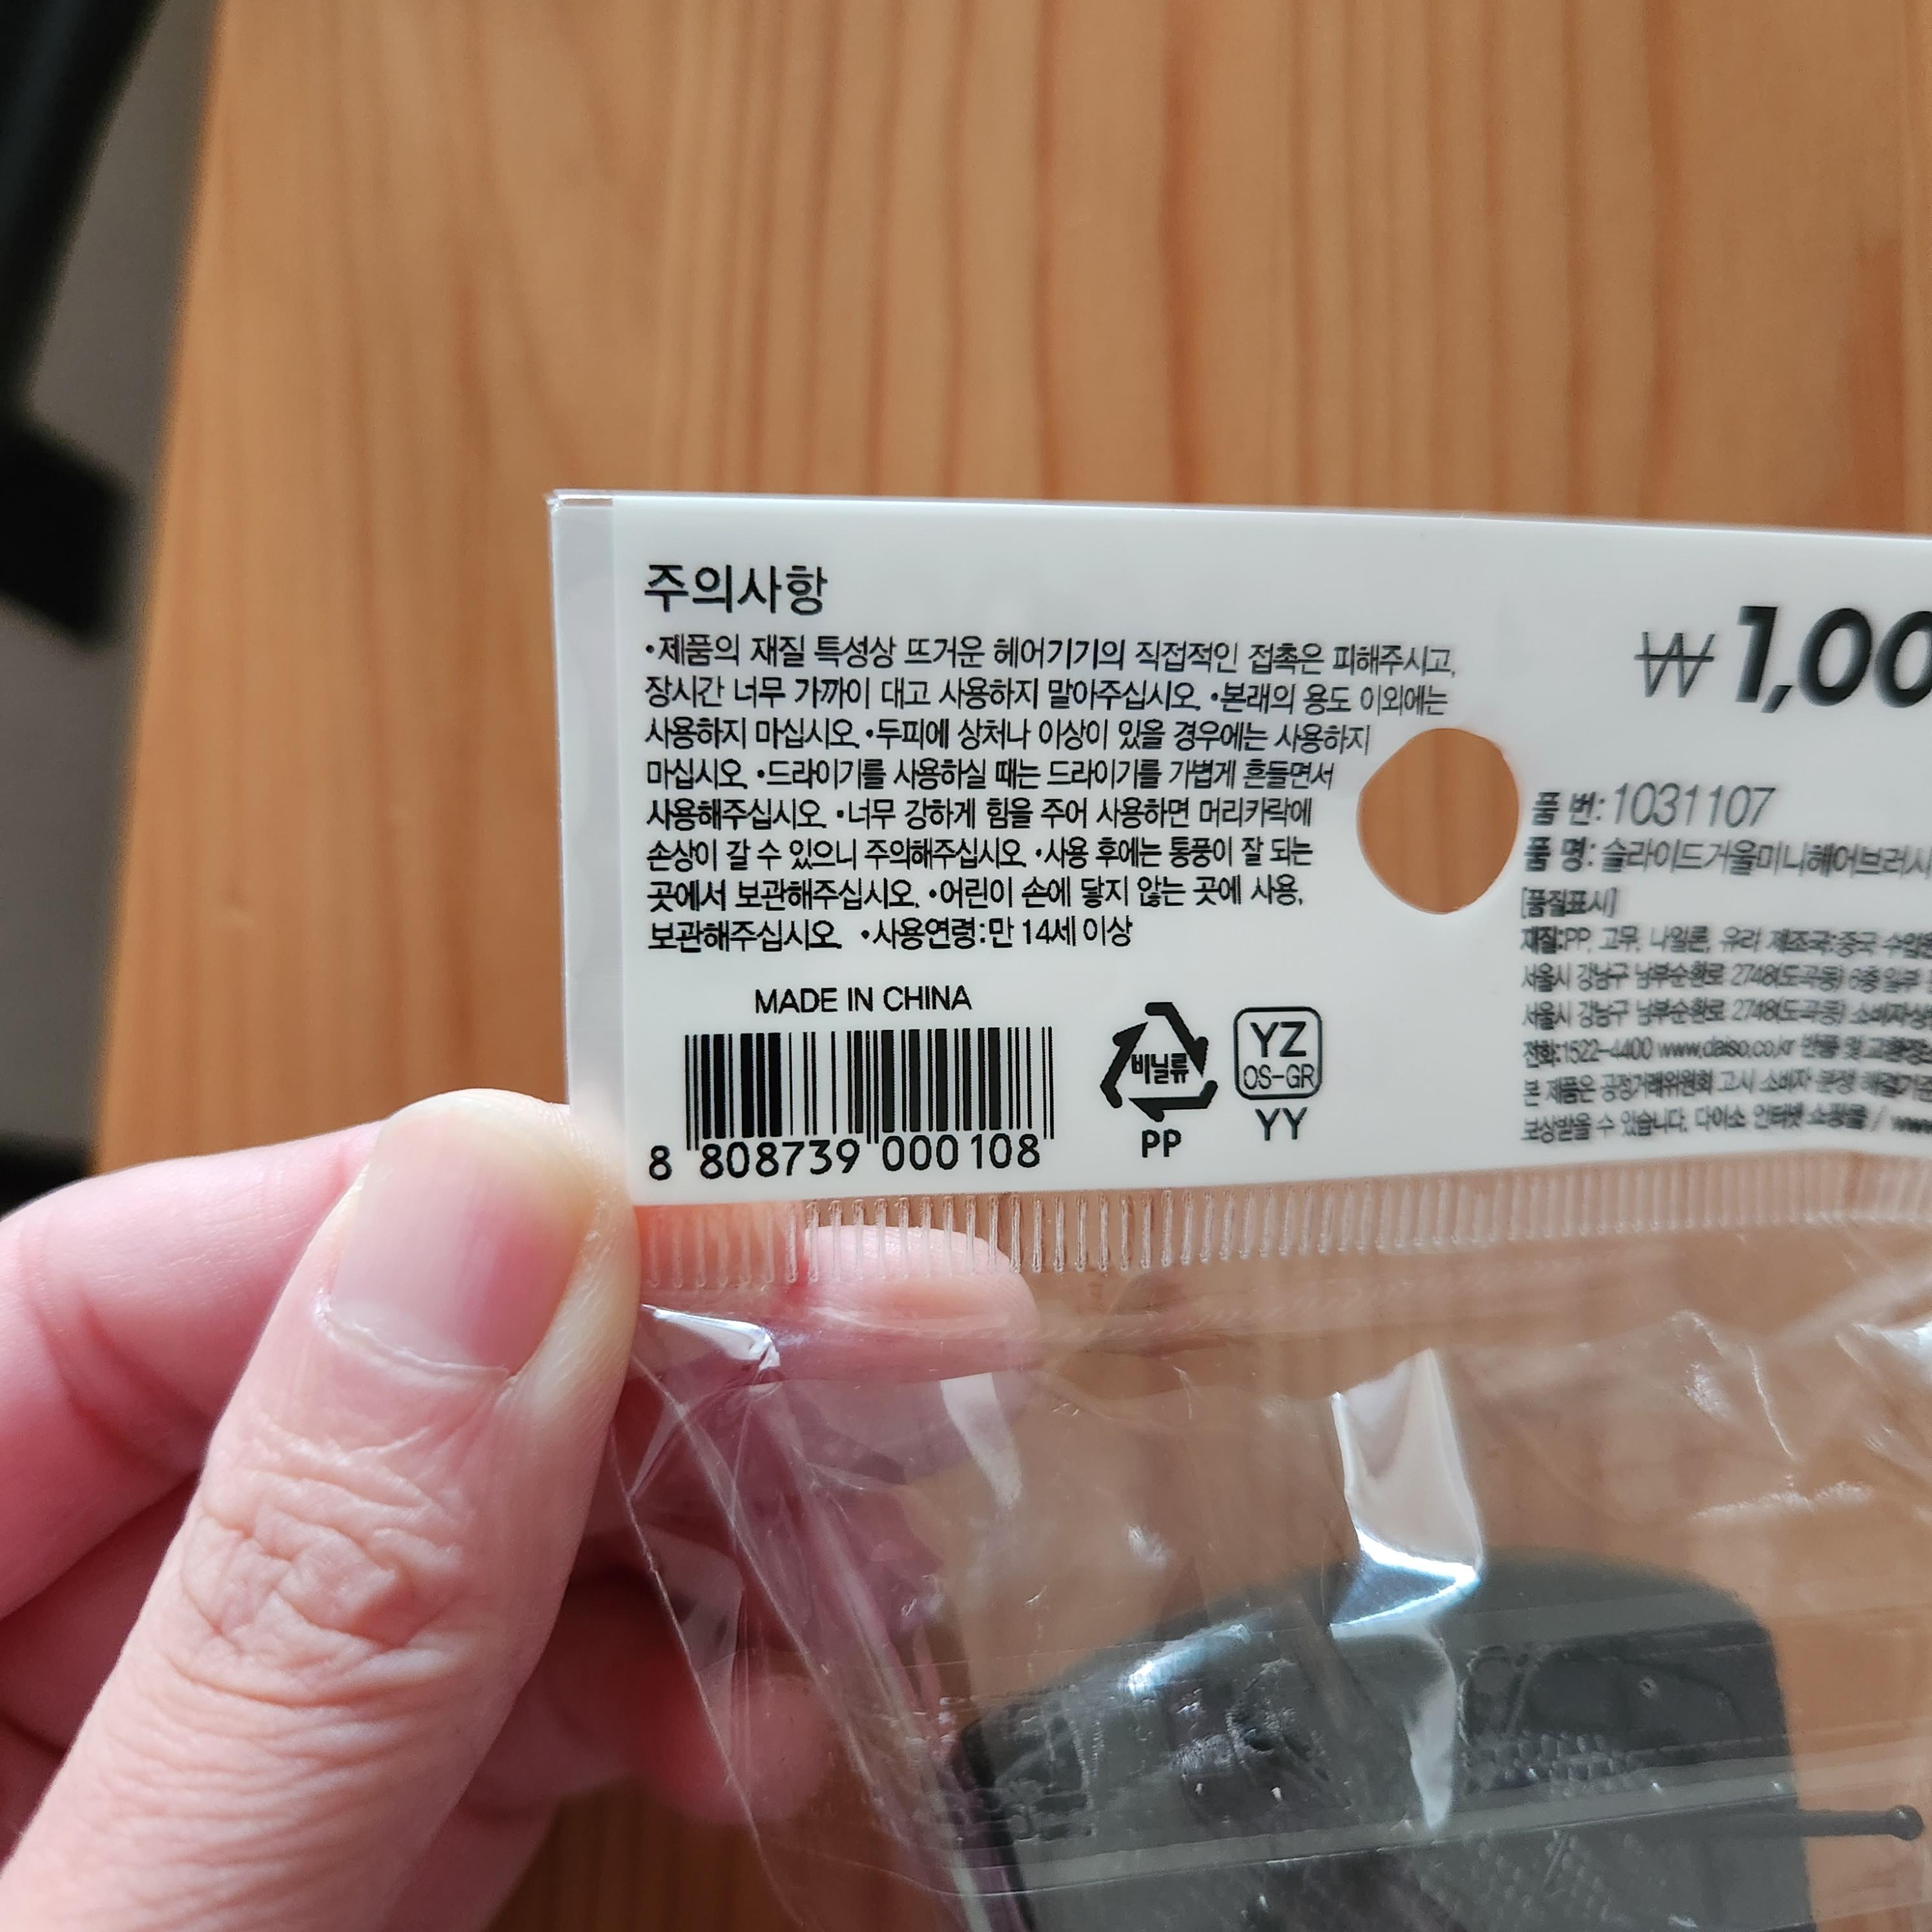 주의사항
•제품의 재질 특성상 뜨거운 헤어기기의 직접적인 접촉은 피해주시고,
장시간 너무 가까이 대고 사용하지 말아주십시오. •본래의 용도 이외에는
사용하지 마십시오. •두피에 상처나 이상이 있을 경우에는 사용하지
마십시오. •드라이기를 사용하실 때는 드라이기를 가볍게 흔들면서
사용해주십시오. •너무 강하게 힘을 주어 사용하면 머리카락에
손상이 갈 수 있으니 주의해주십시오. •사용 후에는 통풍이 잘 되는
곳에서 보관해주십시오. •어린이 손에 닿지 않는 곳에 사용,
보관해주십시오. •사용연령:만 14세 이상
MADE IN CHINA
8 808739 000108
비닐류
PP
YZ
OS-GR
YY
₩1,00
품 번: 1031107
품 명: 슬라이드거울미니헤어브러시
[품질표시]
재질:PP, 고무, 나일론, 유리 제조국:중국
서울시 강남구 남부순환로 2748(도곡동) 6층 일부
서울시 강남구 남부순환로 2748(도곡동)
전화:1522-4400 www.daiso.co.kr 반품 및
본 제품은 공정거래위원회 고시 소비자 분쟁
보상받을 수 있습니다. 다이소 인터넷 쇼핑몰 /